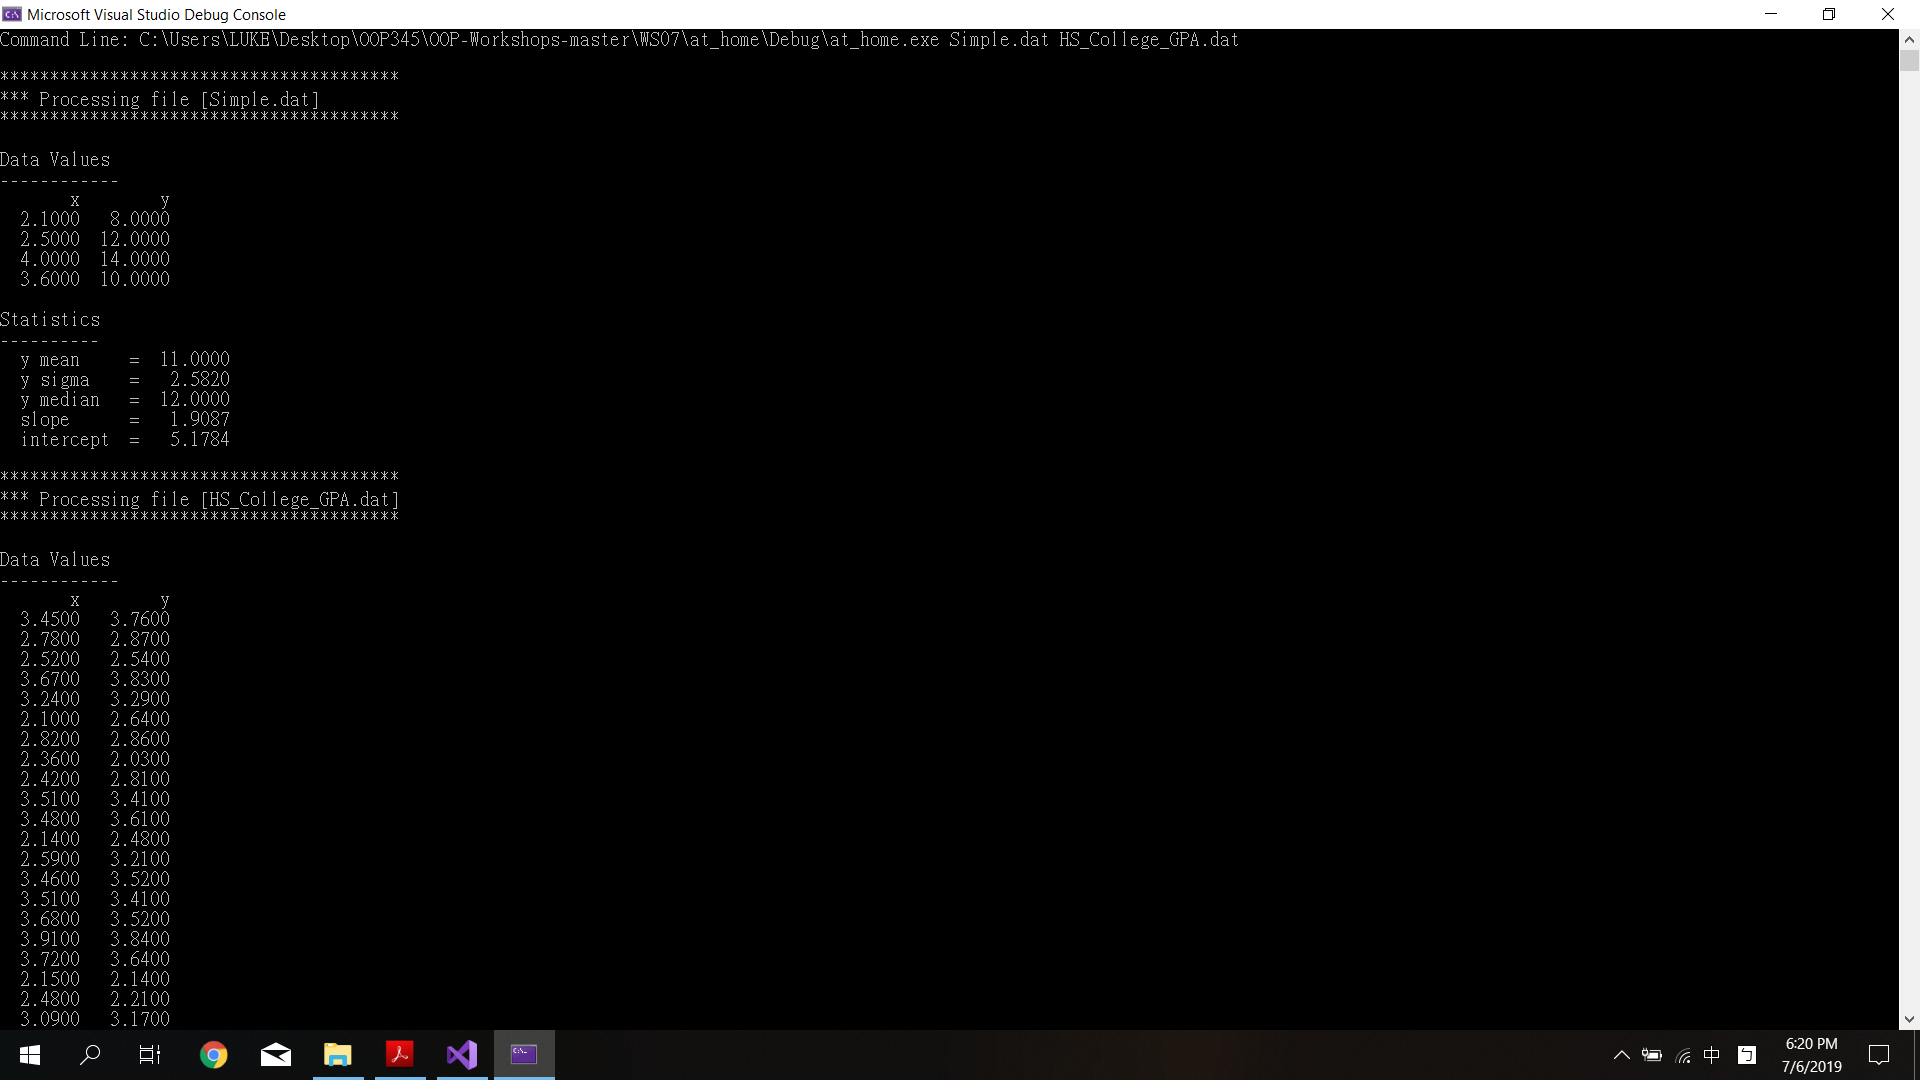 Microsoft Visual Studio Debug Console
Command Line: C:\Users\LUKE\Desktop\OOP345\OOP-Workshops-master\WS07\at_home\Debug\at_home.exe Simple.dat HS_College_GPA.dat
****************************************
*** Processing file [Simple.dat]
****************************************
Data Values
------------
x y
2.1000 8.0000
2.5000 12.0000
4.0000 14.0000
3.6000 10.0000
Statistics
----------
y mean = 11.0000
y sigma = 2.5820
y median = 12.0000
slope = 1.9087
intercept = 5.1784
****************************************
*** Processing file [HS_College_GPA.dat]
****************************************
Data Values
------------
x y
3.4500 3.7600
2.7800 2.8700
2.5200 2.5400
3.6700 3.8300
3.2400 3.2900
2.1000 2.6400
2.8200 2.8600
2.3600 2.0300
2.4200 2.8100
3.5100 3.4100
3.4800 3.6100
2.1400 2.4800
2.5900 3.2100
3.4600 3.5200
3.5100 3.4100
3.6800 3.5200
3.9100 3.8400
3.7200 3.6400
2.1500 2.1400
2.4800 2.2100
3.0900 3.1700
中
ㄅ
6:20 PM
7/6/2019